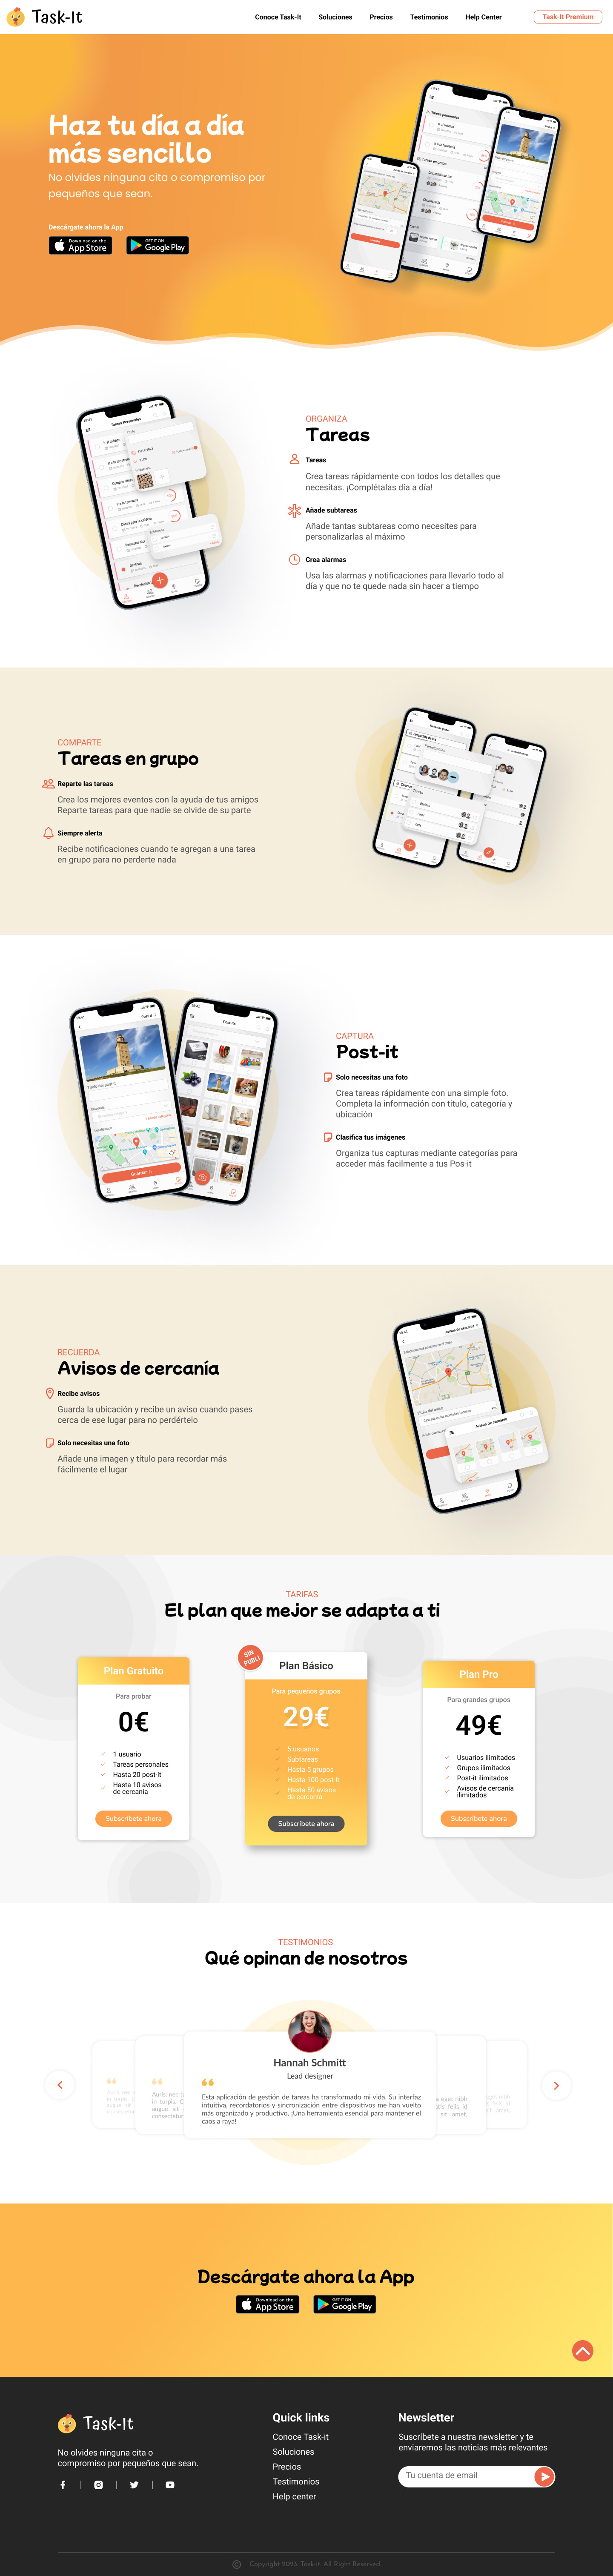 Task-It
Conoce Task-It
Soluciones
Precios
Testimonios
Help Center
Task-It Premium
Haz tu día a día
más sencillo
No olvides ninguna cita o compromiso por
pequeños que sean.
Descárgate ahora la App
Download on the
App Store
GET IT ON
Google Play
ORGANIZA
Tareas
Tareas
Crea tareas rápidamente con todos los detalles que
necesitas. ¡Complétalas día a día!
Añade subtareas
Añade tantas subtareas como necesites para
personalizarlas al máximo
Crea alarmas
Usa las alarmas y notificaciones para llevarlo todo al
día y que no te quede nada sin hacer a tiempo
COMPARTE
Tareas en grupo
Reparte las tareas
Crea los mejores eventos con la ayuda de tus amigos
Reparte tareas para que nadie se olvide de su parte
Siempre alerta
Recibe notificaciones cuando te agregan a una tarea
en grupo para no perderte nada
Post-it
Título del post-it
Guardar
CAPTURA
Post-it
Solo necesitas una foto
Crea tareas rápidamente con una simple foto.
Completa la información con título, categoría y
ubicación
Clasifica tus imágenes
Organiza tus capturas mediante categorías para
acceder más facilmente a tus Pos-it
RECUERDA
Avisos de cercanía
Recibe avisos
Guarda la ubicación y recibe un aviso cuando pases
cerca de ese lugar para no perdértelo
Solo necesitas una foto
Añade una imagen y título para recordar más
fácilmente el lugar
Avisos de cercanía
TARIFAS
El plan que mejor se adapta a ti
Plan Gratuito
Para probar
0€
1 usuario
Tareas personales
Hasta 20 post-it
Hasta 10 avisos
de cercanía
Subscríbete ahora
SIN
PUBLI
Plan Básico
Para pequeños grupos
29€
5 usuarios
Subtareas
Hasta 5 grupos
Hasta 100 post-it
Hasta 50 avisos
de cercanía
Subscríbete ahora
Plan Pro
Para grandes grupos
49€
Usuarios ilimitados
Grupos ilimitados
Post-it ilimitados
Avisos de cercanía
ilimitados
Subscríbete ahora
TESTIMONIOS
Qué opinan de nosotros
Hannah Schmitt
Lead designer
Esta aplicación de gestión de tareas ha transformado mi vida. Su interfaz
intuitiva, recordatorios y sincronización entre dispositivos me han vuelto
más organizado y productivo. ¡Una herramienta esencial para mantener el
caos a raya!
Descárgate ahora la App
Download on the
App Store
GET IT ON
Google Play
Task-It
No olvides ninguna cita o
compromiso por pequeños que sean.
Quick links
Conoce Task-it
Soluciones
Precios
Testimonios
Help center
Newsletter
Suscríbete a nuestra newsletter y te
enviaremos las noticias más relevantes
Tu cuenta de email
Copyright 2023. Task-it. All Right Reserved.